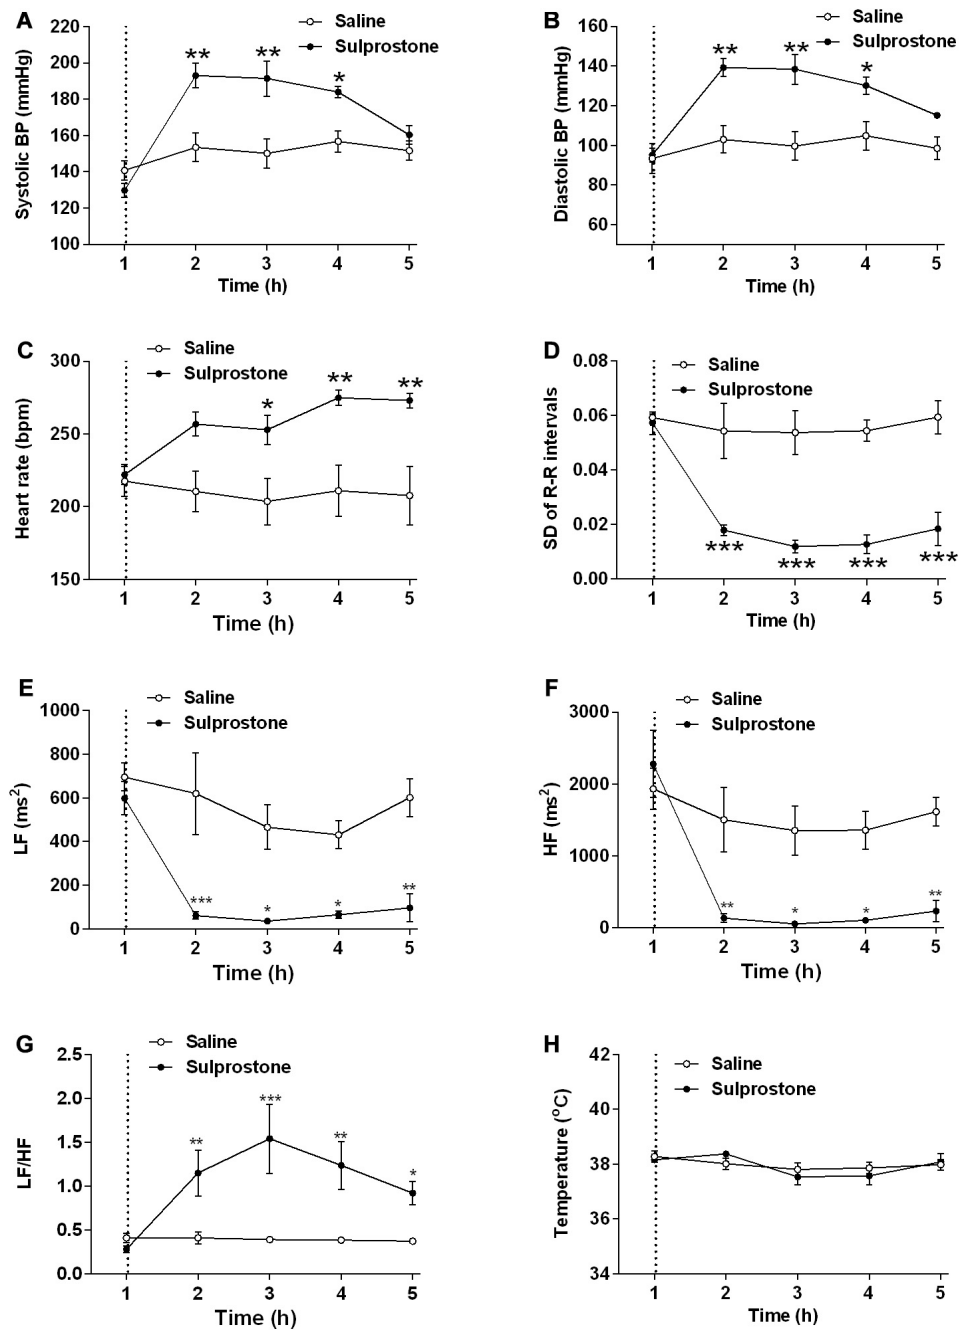 A
Saline
Sulprostone
220
200
180
160
140
120
100
Systolic BP (mmHg)
** ** *
1 2 3 4 5
Time (h)
B
Saline
Sulprostone
160
140
120
100
80
60
Diastolic BP (mmHg)
** ** *
1 2 3 4 5
Time (h)
C
Saline
Sulprostone
300
250
200
150
Heart rate (bpm)
* ** **
1 2 3 4 5
Time (h)
D
Saline
Sulprostone
0.08
0.06
0.04
0.02
0.00
SD of R-R intervals
*** *** *** ***
1 2 3 4 5
Time (h)
E
Saline
Sulprostone
1000
800
600
400
200
0
LF (ms²)
*** * * **
1 2 3 4 5
Time (h)
F
Saline
Sulprostone
3000
2000
1000
0
HF (ms²)
** * * **
1 2 3 4 5
Time (h)
G
Saline
Sulprostone
2.5
2.0
1.5
1.0
0.5
0.0
LF/HF
** *** ** *
1 2 3 4 5
Time (h)
H
Saline
Sulprostone
42
40
38
36
34
Temperature (°C)
1 2 3 4 5
Time (h)